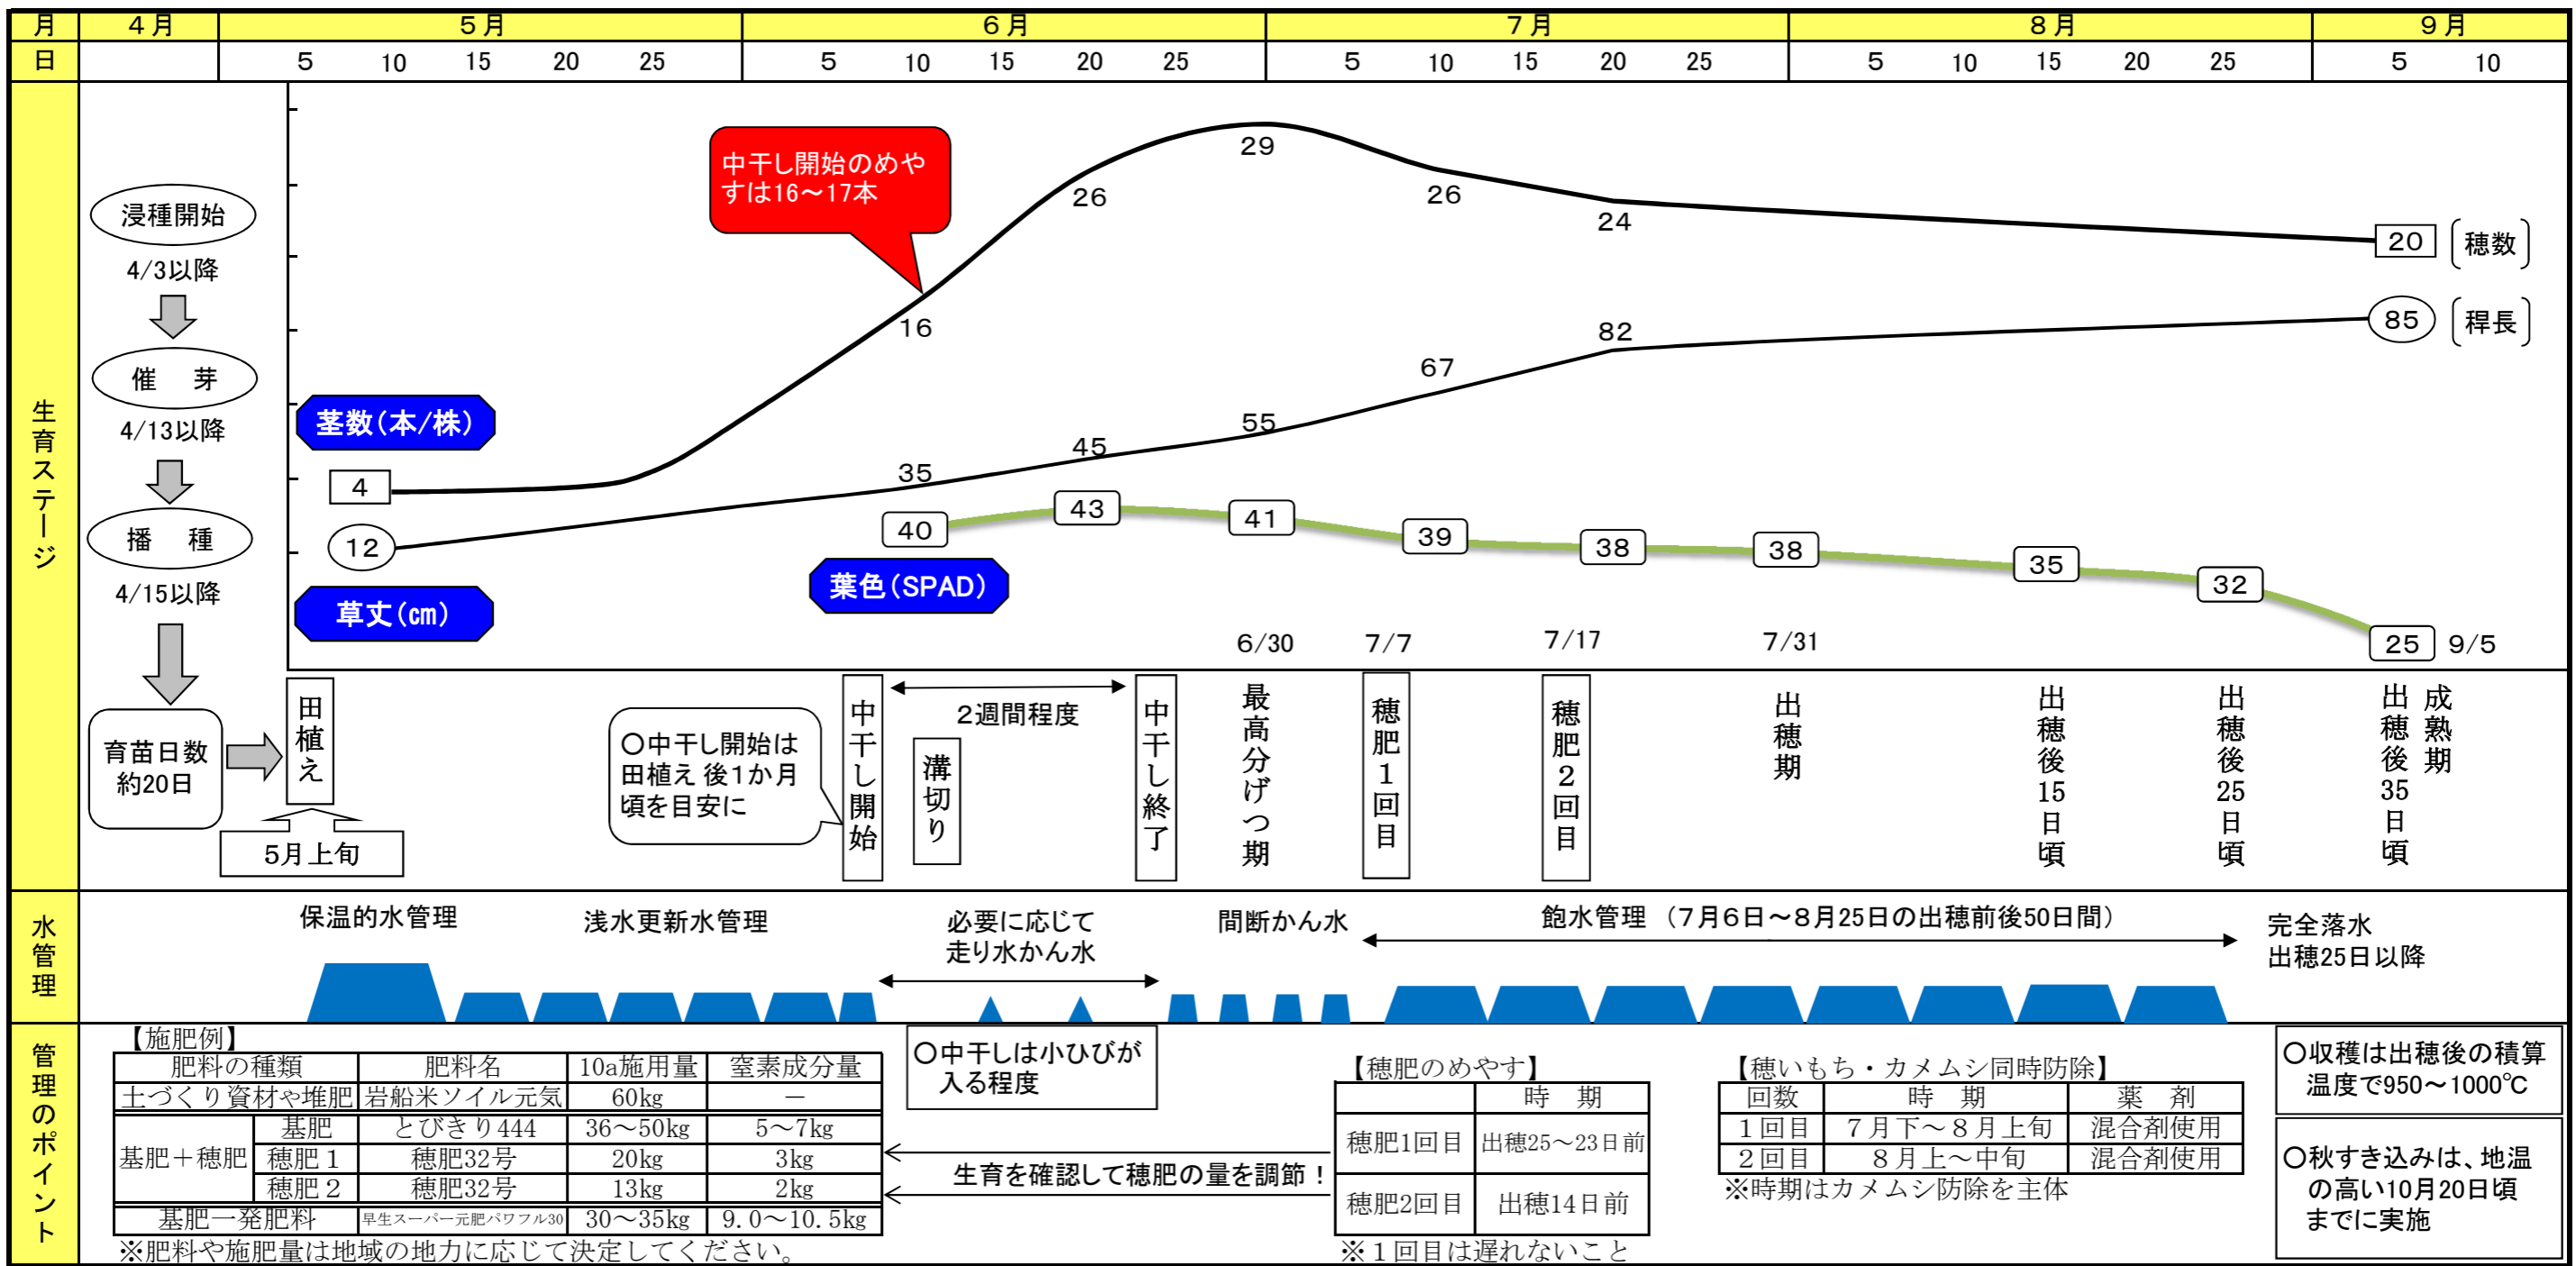 月 4月 5月 6月 7月 8月 9月
日 5 10 15 20 25 5 10 15 20 25 5 10 15 20 25 5 10 15 20 25 5 10
生育ステージ
浸種開始
4/3以降
催 芽
4/13以降
播 種
4/15以降
育苗日数
約20日
中干し開始のめや
すは16～17本
茎数(本/株)
4
16
26
29
26
24
20
〔穂数〕
草丈(㎝)
12
35
45
55
67
82
85
〔稈長〕
葉色(SPAD)
40
43
41
39
38
38
35
32
25
6/30
7/7
7/17
7/31
9/5
田植え
5月上旬
○中干し開始は
田植え 後1か月
頃を目安に
中干し開始
2週間程度
溝切り
中干し終了
最高分げつ期
穂肥1回目
穂肥2回目
出穂期
出穂後15日頃
出穂後25日頃
出穂後35日頃
成熟期
水管理
保温的水管理
浅水更新水管理
必要に応じて
走り水かん水
間断かん水
飽水管理 (7月6日～8月25日の出穂前後50日間)
完全落水
出穂25日以降
管理のポイント
【施肥例】
肥料の種類 肥料名 10a施用量 窒素成分量
土づくり資材や堆肥 岩船米ソイル元気 60kg －
基肥＋穂肥
基肥 とびきり444 36～50kg 5～7kg
穂肥1 穂肥32号 20kg 3kg
穂肥2 穂肥32号 13kg 2kg
基肥一発肥料 早生スーパー元肥パワフル30 30～35kg 9.0～10.5kg
※肥料や施肥量は地域の地力に応じて決定してください。
○中干しは小ひびが
入る程度
生育を確認して穂肥の量を調節！
【穂肥のめやす】
時 期
穂肥1回目 出穂25～23日前
穂肥2回目 出穂14日前
※1回目は遅れないこと
【穂いもち・カメムシ同時防除】
回数 時 期 薬 剤
1回目 7月下～8月上旬 混合剤使用
2回目 8月上～中旬 混合剤使用
※時期はカメムシ防除を主体
○収穫は出穂後の積算
温度で950～1000℃
○秋すき込みは、地温
の高い10月20日頃
までに実施